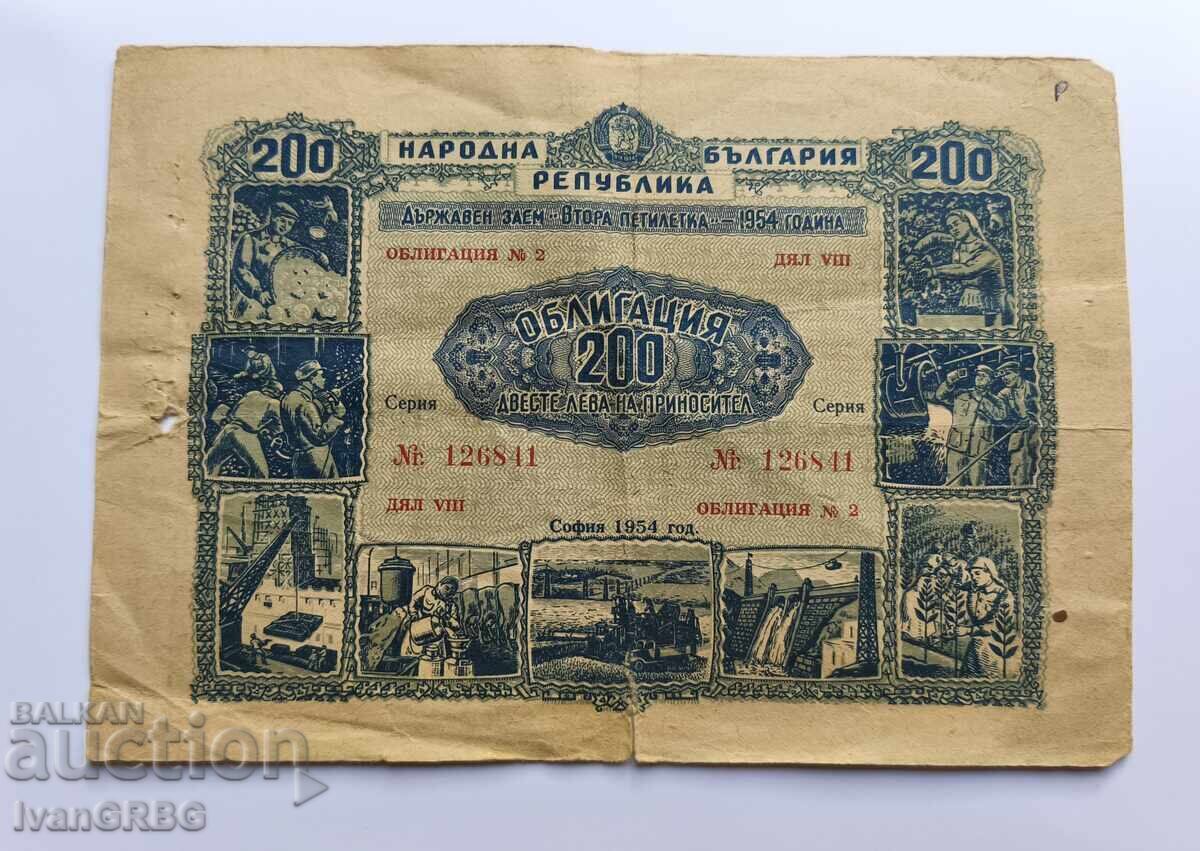 200
НАРОДНА БЪЛГАРИЯ
200
РЕПУБЛИКА
ДЪРЖАВЕН ЗАЕМ „ВТОРА ПЕТИЛЕТКА„ – 1954 ГОДИНА
ОБЛИГАЦИЯ № 2
ДЯЛ VIII
ОБЛИГАЦИЯ
200
ДВЕСТЕ ЛЕВА НА ПРИНОСИТЕЛ
Серия
Серия
№ 126841
№ 126841
ДЯЛ VIII
ОБЛИГАЦИЯ № 2
София 1954 год.
P
BALKAN
auction
IvanGRBG